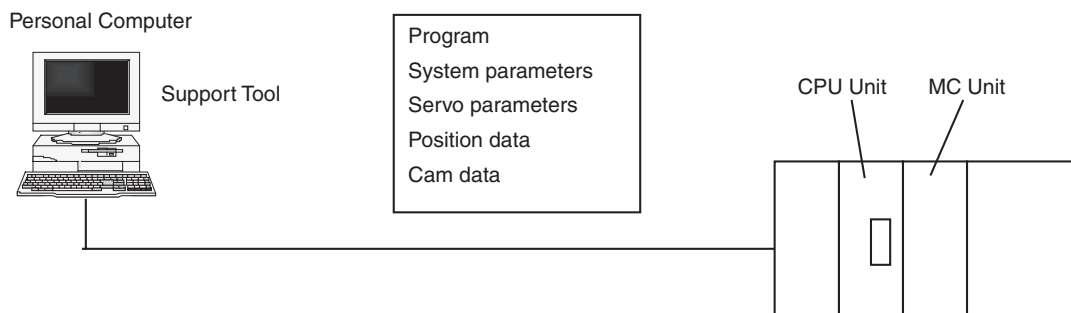 Personal Computer
Support Tool
Program
System parameters
Servo parameters
Position data
Cam data
CPU Unit
MC Unit